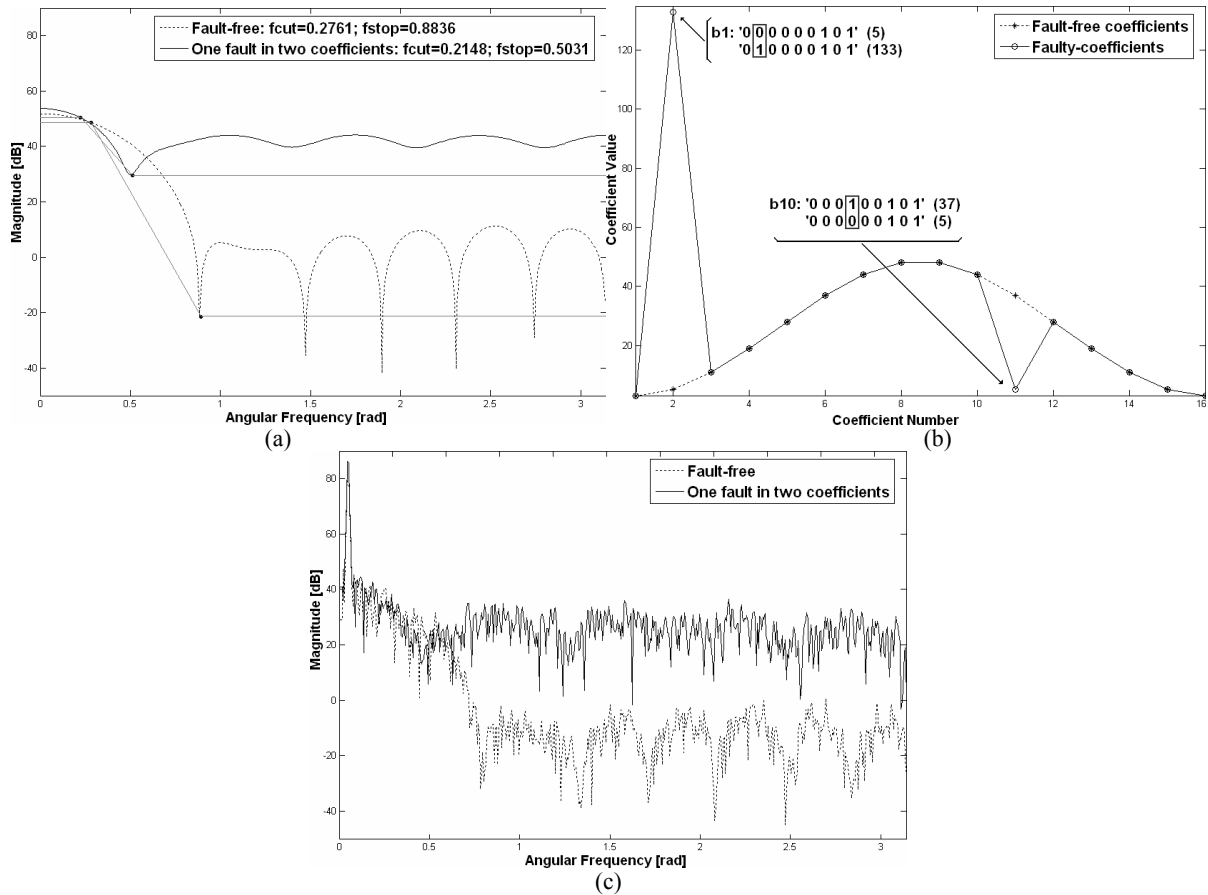 80
60
40
20
0
-20
-40
Magnitude [dB]
Fault-free: fcut=0.2761; fstop=0.8836
One fault in two coefficients: fcut=0.2148; fstop=0.5031
0 0.5 1 1.5 2 2.5 3
Angular Frequency [rad]
(a)
120
100
80
60
40
20
Coefficient Value
b1: '0 0 0 0 0 0 1 0 1' (5)
'0 1 0 0 0 0 1 0 1' (133)
Fault-free coefficients
Faulty-coefficients
b10: '0 0 0 1 0 0 1 0 1' (37)
'0 0 0 0 0 0 1 0 1' (5)
2 4 6 8 10 12 14 16
Coefficient Number
(b)
80
60
40
20
0
-20
-40
Magnitude [dB]
Fault-free
One fault in two coefficients
0 0.5 1 1.5 2 2.5 3
Angular Frequency [rad]
(c)